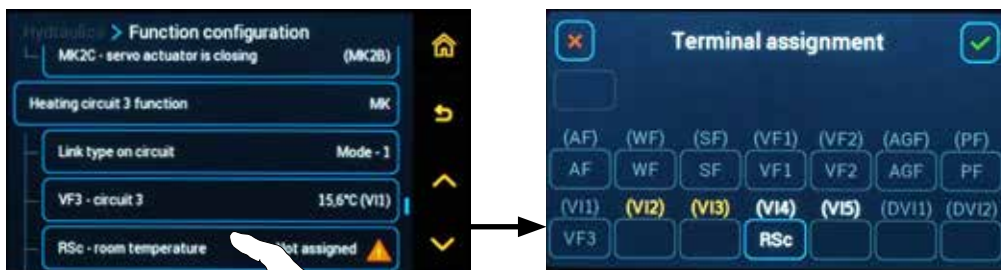 Hydraulics > Function configuration
MK2C - servo actuator is closing (MK2B)
Heating circuit 3 function MK
Link type on circuit Mode - 1
VF3 - circuit 3 15,6°C (VI1)
RSc - room temperature Not assigned
Terminal assignment
(AF) (WF) (SF) (VF1) (VF2) (AGF) (PF)
AF WF SF VF1 VF2 AGF PF
(VI1) (VI2) (VI3) (VI4) (VI5) (DVI1) (DVI2)
VF3 RSc